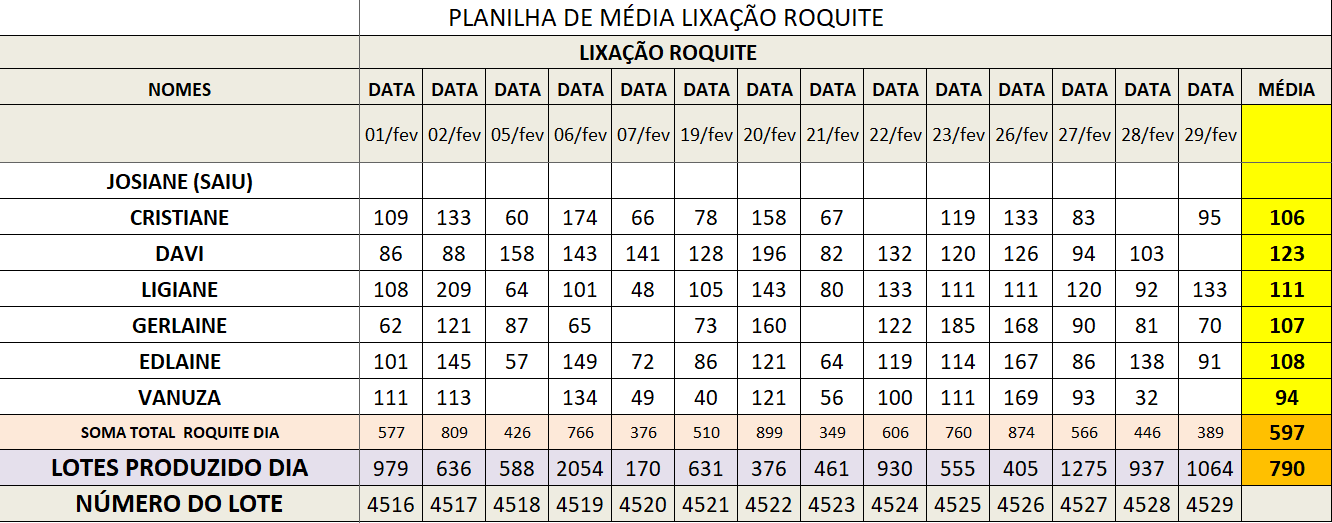 PLANILHA DE MÉDIA LIXAÇÃO ROQUITE
LIXAÇÃO ROQUITE
NOMES DATA DATA DATA DATA DATA DATA DATA DATA DATA DATA DATA DATA DATA DATA MÉDIA
01/fev 02/fev 05/fev 06/fev 07/fev 19/fev 20/fev 21/fev 22/fev 23/fev 26/fev 27/fev 28/fev 29/fev
JOSIANE (SAIU)
CRISTIANE 109 133 60 174 66 78 158 67 119 133 83 95 106
DAVI 86 88 158 143 141 128 196 82 132 120 126 94 103 123
LIGIANE 108 209 64 101 48 105 143 80 133 111 111 120 92 133 111
GERLAINE 62 121 87 65 73 160 122 185 168 90 81 70 107
EDLAINE 101 145 57 149 72 86 121 64 119 114 167 86 138 91 108
VANUZA 111 113 134 49 40 121 56 100 111 169 93 32 94
SOMA TOTAL ROQUITE DIA 577 809 426 766 376 510 899 349 606 760 874 566 446 389 597
LOTES PRODUZIDO DIA 979 636 588 2054 170 631 376 461 930 555 405 1275 937 1064 790
NÚMERO DO LOTE 4516 4517 4518 4519 4520 4521 4522 4523 4524 4525 4526 4527 4528 4529